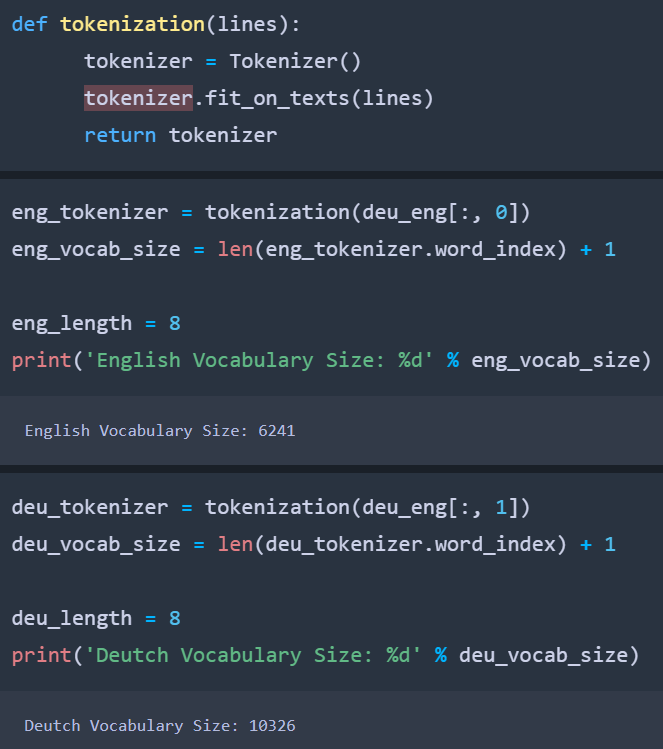 def tokenization(lines):
      tokenizer = Tokenizer()
      tokenizer.fit_on_texts(lines)
      return tokenizer
eng_tokenizer = tokenization(deu_eng[:, 0])
eng_vocab_size = len(eng_tokenizer.word_index) + 1
eng_length = 8
print('English Vocabulary Size: %d' % eng_vocab_size)
English Vocabulary Size: 6241
deu_tokenizer = tokenization(deu_eng[:, 1])
deu_vocab_size = len(deu_tokenizer.word_index) + 1
deu_length = 8
print('Deutch Vocabulary Size: %d' % deu_vocab_size)
Deutch Vocabulary Size: 10326